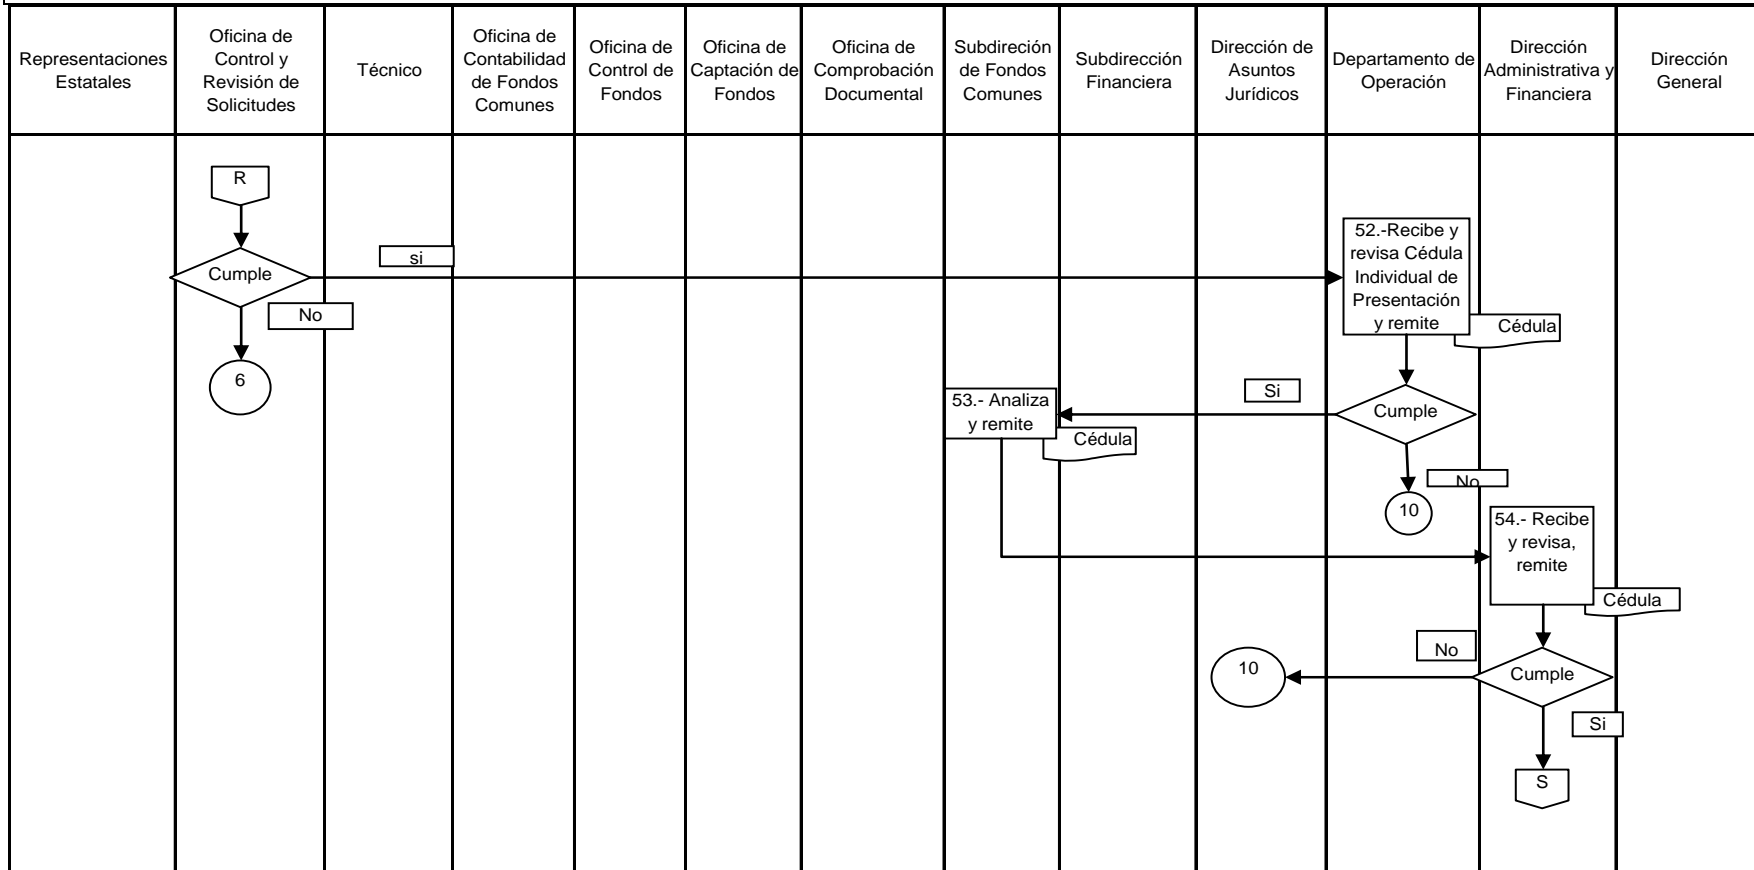 Representaciones
Estatales
Oficina de
Control y
Revisión de
Solicitudes
Técnico
Oficina de
Contabilidad
de Fondos
Comunes
Oficina de
Control de
Fondos
Oficina de
Captación de
Fondos
Oficina de
Comprobación
Documental
Subdireción
de Fondos
Comunes
Subdirección
Financiera
Dirección de
Asuntos
Jurídicos
Departamento de
Operación
Dirección
Administrativa y
Financiera
Dirección
General
R
Cumple
si
No
6
52.-Recibe y
revisa Cédula
Individual de
Presentación
y remite
Cédula
Cumple
Si
53.- Analiza
y remite
Cédula
No
10
54.- Recibe
y revisa,
remite
Cédula
Cumple
No
10
Si
S